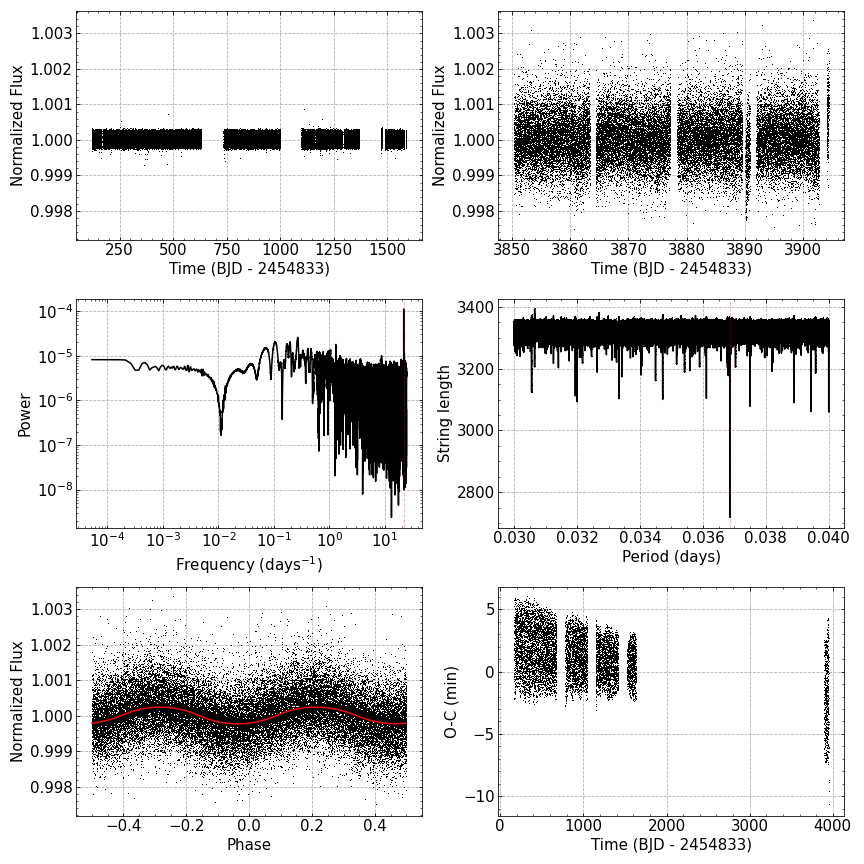 Normalized Flux
1.003
1.002
1.001
1.000
0.999
0.998
250 500 750 1000 1250 1500
Time (BJD - 2454833)
Normalized Flux
1.003
1.002
1.001
1.000
0.999
0.998
3850 3860 3870 3880 3890 3900
Time (BJD - 2454833)
Power
10⁻⁴
10⁻⁵
10⁻⁶
10⁻⁷
10⁻⁸
10⁻⁴ 10⁻³ 10⁻² 10⁻¹ 10⁰ 10¹
Frequency (days⁻¹)
String length
3400
3200
3000
2800
0.030 0.032 0.034 0.036 0.038 0.040
Period (days)
Normalized Flux
1.003
1.002
1.001
1.000
0.999
0.998
−0.4 −0.2 0.0 0.2 0.4
Phase
O-C (min)
5
0
−5
−10
0 1000 2000 3000 4000
Time (BJD - 2454833)